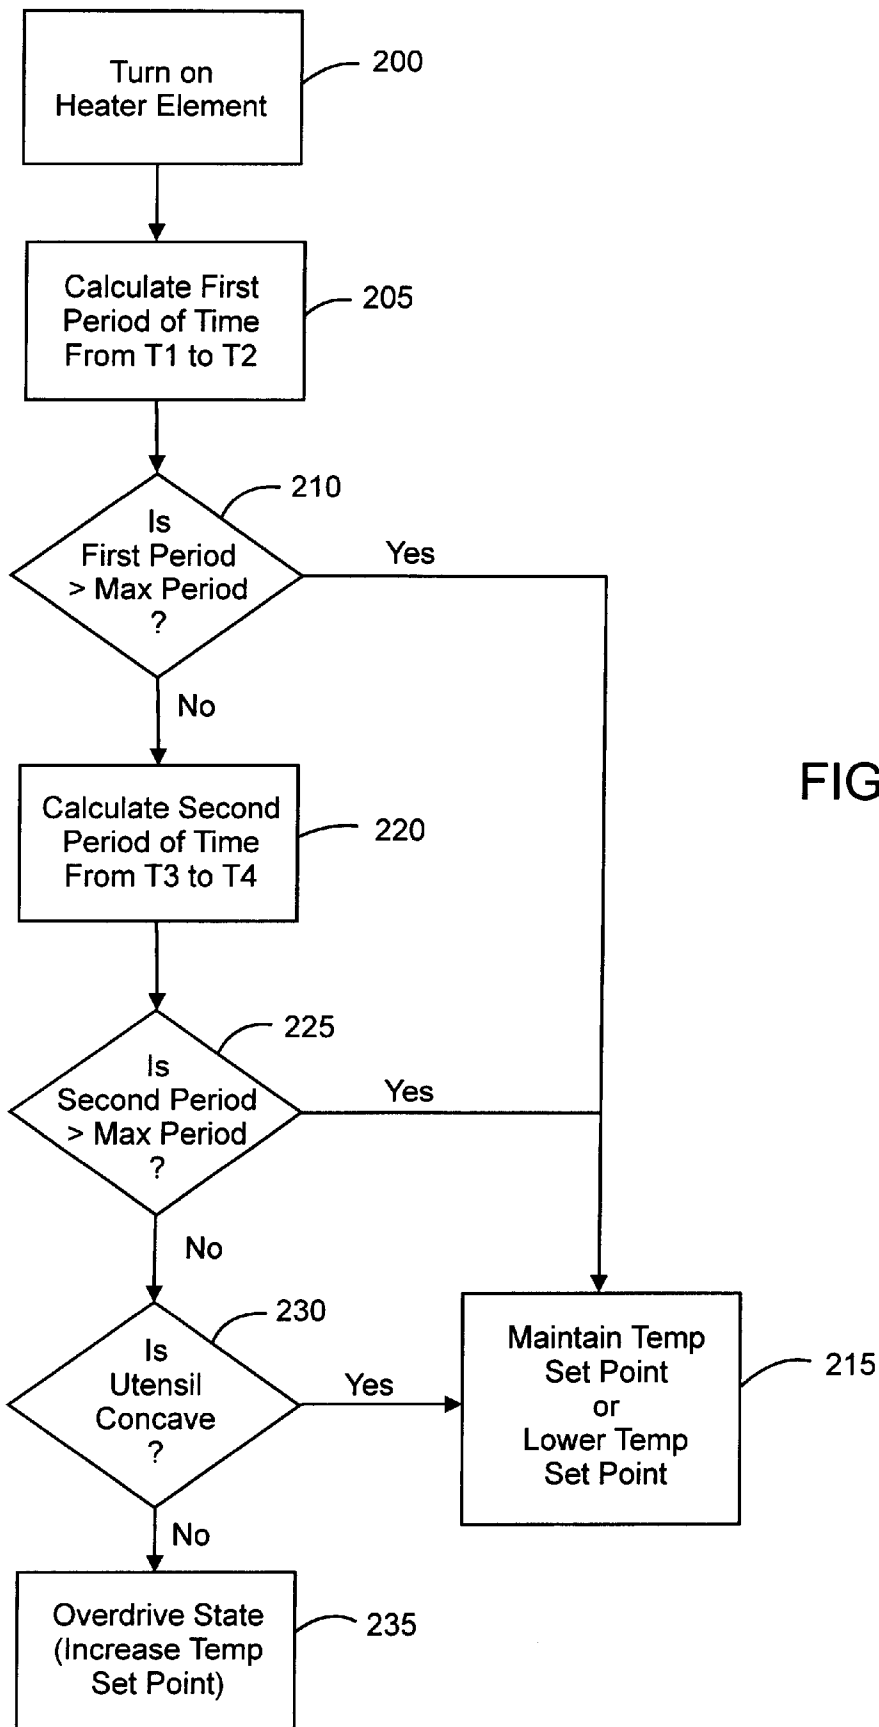 Turn on
Heater Element
200
Calculate First
Period of Time
From T1 to T2
205
Is
First Period
> Max Period
?
210
Yes
No
Calculate Second
Period of Time
From T3 to T4
220
FIG
Is
Second Period
> Max Period
?
225
Yes
No
Is
Utensil
Concave
?
230
Yes
Maintain Temp
Set Point
or
Lower Temp
Set Point
215
No
Overdrive State
(Increase Temp
Set Point)
235